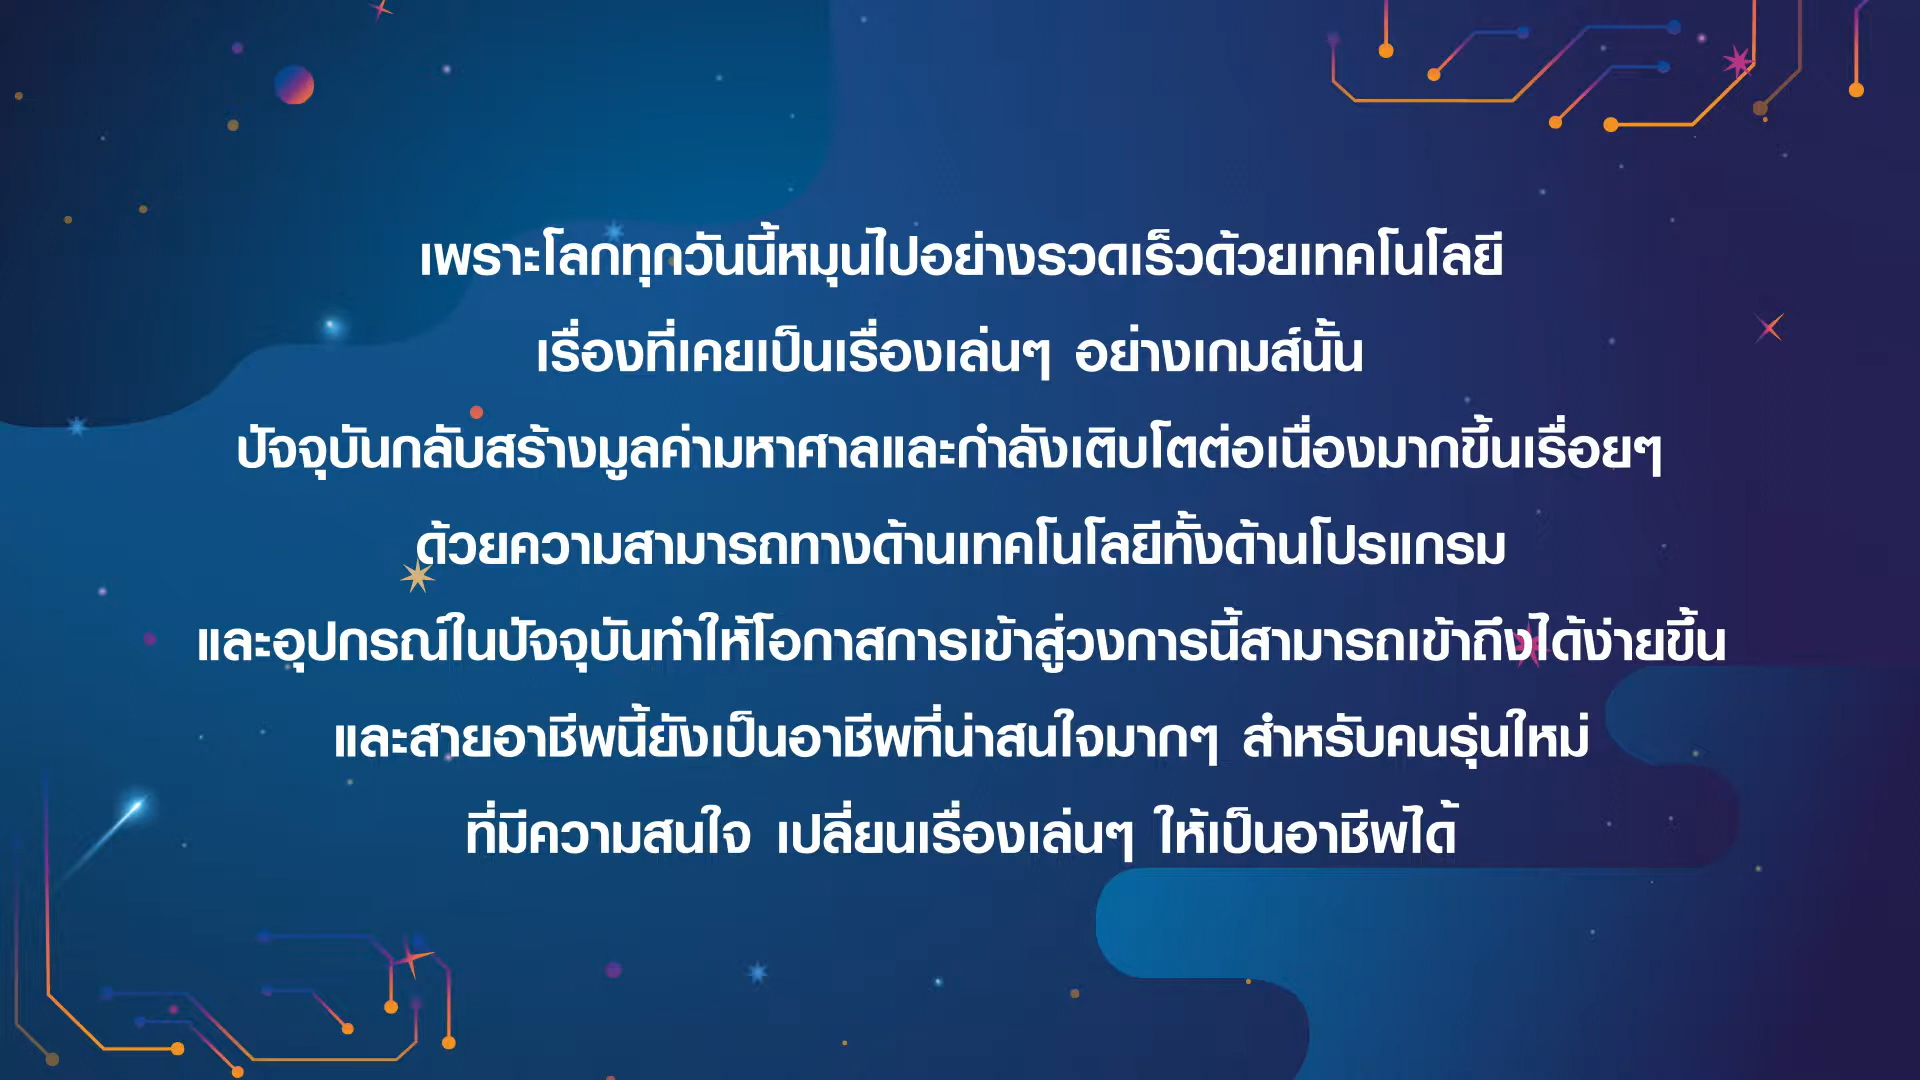 เพราะโลกทุกวันนี้หมุนไปอย่างรวดเร็วด้วยเทคโนโลยี
เรื่องที่เคยเป็นเรื่องเล่นๆ อย่างเกมส์นั้น
ปัจจุบันกลับสร้างมูลค่ามหาศาลและกำลังเติบโตต่อเนื่องมากขึ้นเรื่อยๆ
ด้วยความสามารถทางด้านเทคโนโลยีทั้งด้านโปรแกรม
และอุปกรณ์ในปัจจุบันทำให้โอกาสการเข้าสู่วงการนี้สามารถเข้าถึงได้ง่ายขึ้น
และสายอาชีพนี้ยังเป็นอาชีพที่น่าสนใจมากๆ สำหรับคนรุ่นใหม่
ที่มีความสนใจ เปลี่ยนเรื่องเล่นๆ ให้เป็นอาชีพได้